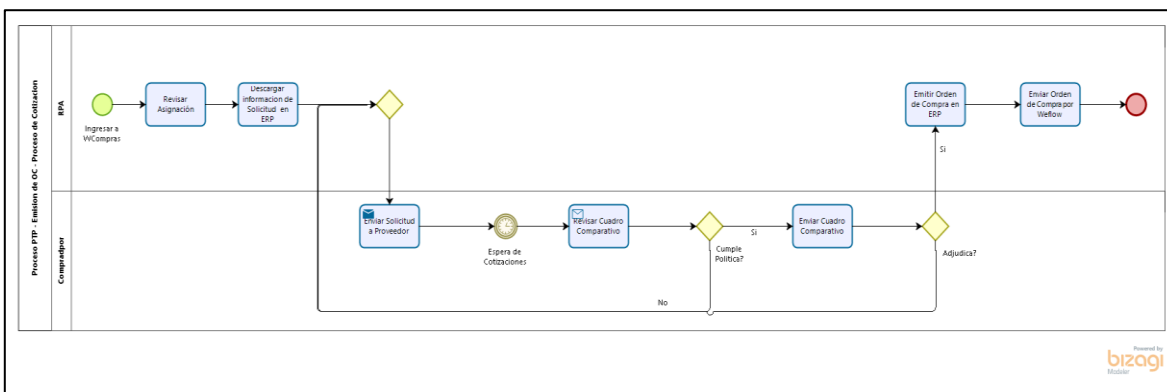 Proceso PTP - Emision de OC - Proceso de Cotizacion
RPA
Ingresar a
WCompras
Revisar
Asignación
Descargar
informacion de
Solicitud en
ERP
Emitir Orden
de Compra en
ERP
Enviar Orden
de Compra por
Weflow
Si
Compradpor
Enviar Solicitud
a Proveedor
Espera de
Cotizaciones
Revisar Cuadro
Comparativo
Cumple
Politica?
Si
Enviar Cuadro
Comparativo
Adjudica?
No
Powered by
bizagi
Modeler